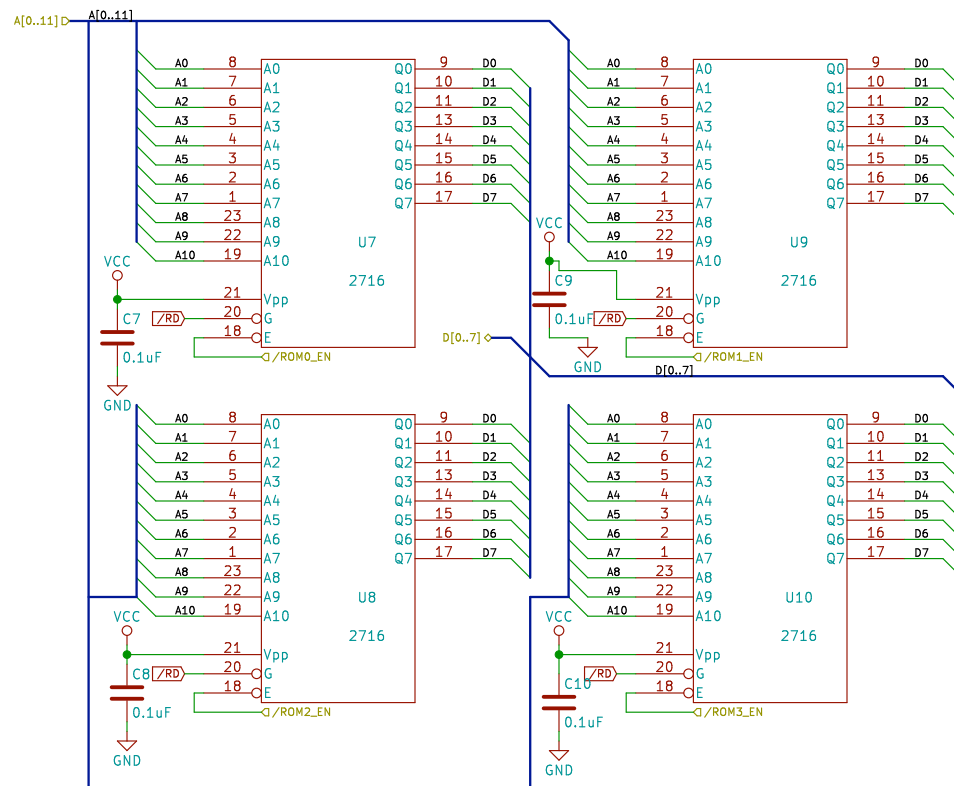 A[0..11] A[0..11]
A0 8 A0 Q0 9 D0 A0 8 A0 Q0 9 D0
A1 7 A1 Q1 10 D1 A1 7 A1 Q1 10 D1
A2 6 A2 Q2 11 D2 A2 6 A2 Q2 11 D2
A3 5 A3 Q3 13 D3 A3 5 A3 Q3 13 D3
A4 4 A4 Q4 14 D4 A4 4 A4 Q4 14 D4
A5 3 A5 Q5 15 D5 A5 3 A5 Q5 15 D5
A6 2 A6 Q6 16 D6 A6 2 A6 Q6 16 D6
A7 1 A7 Q7 17 D7 A7 1 A7 Q7 17 D7
A8 23 A8 VCC A8 23 A8
A9 22 A9 U7 A9 22 A9 U9
VCC A10 19 A10 A10 19 A10
2716 C9 2716
21 Vpp 21 Vpp
C7 /RD 20 G 0.1uF /RD 20 G
18 E D[0..7] 18 E
0.1uF /ROM0_EN /ROM1_EN
GND D[0..7]
GND
A0 8 A0 Q0 9 D0 A0 8 A0 Q0 9 D0
A1 7 A1 Q1 10 D1 A1 7 A1 Q1 10 D1
A2 6 A2 Q2 11 D2 A2 6 A2 Q2 11 D2
A3 5 A3 Q3 13 D3 A3 5 A3 Q3 13 D3
A4 4 A4 Q4 14 D4 A4 4 A4 Q4 14 D4
A5 3 A5 Q5 15 D5 A5 3 A5 Q5 15 D5
A6 2 A6 Q6 16 D6 A6 2 A6 Q6 16 D6
A7 1 A7 Q7 17 D7 A7 1 A7 Q7 17 D7
A8 23 A8 A8 23 A8
A9 22 A9 U8 A9 22 A9 U10
VCC A10 19 A10 VCC A10 19 A10
2716 2716
21 Vpp 21 Vpp
C8 /RD 20 G C10 /RD 20 G
18 E 18 E
0.1uF /ROM2_EN 0.1uF /ROM3_EN
GND GND